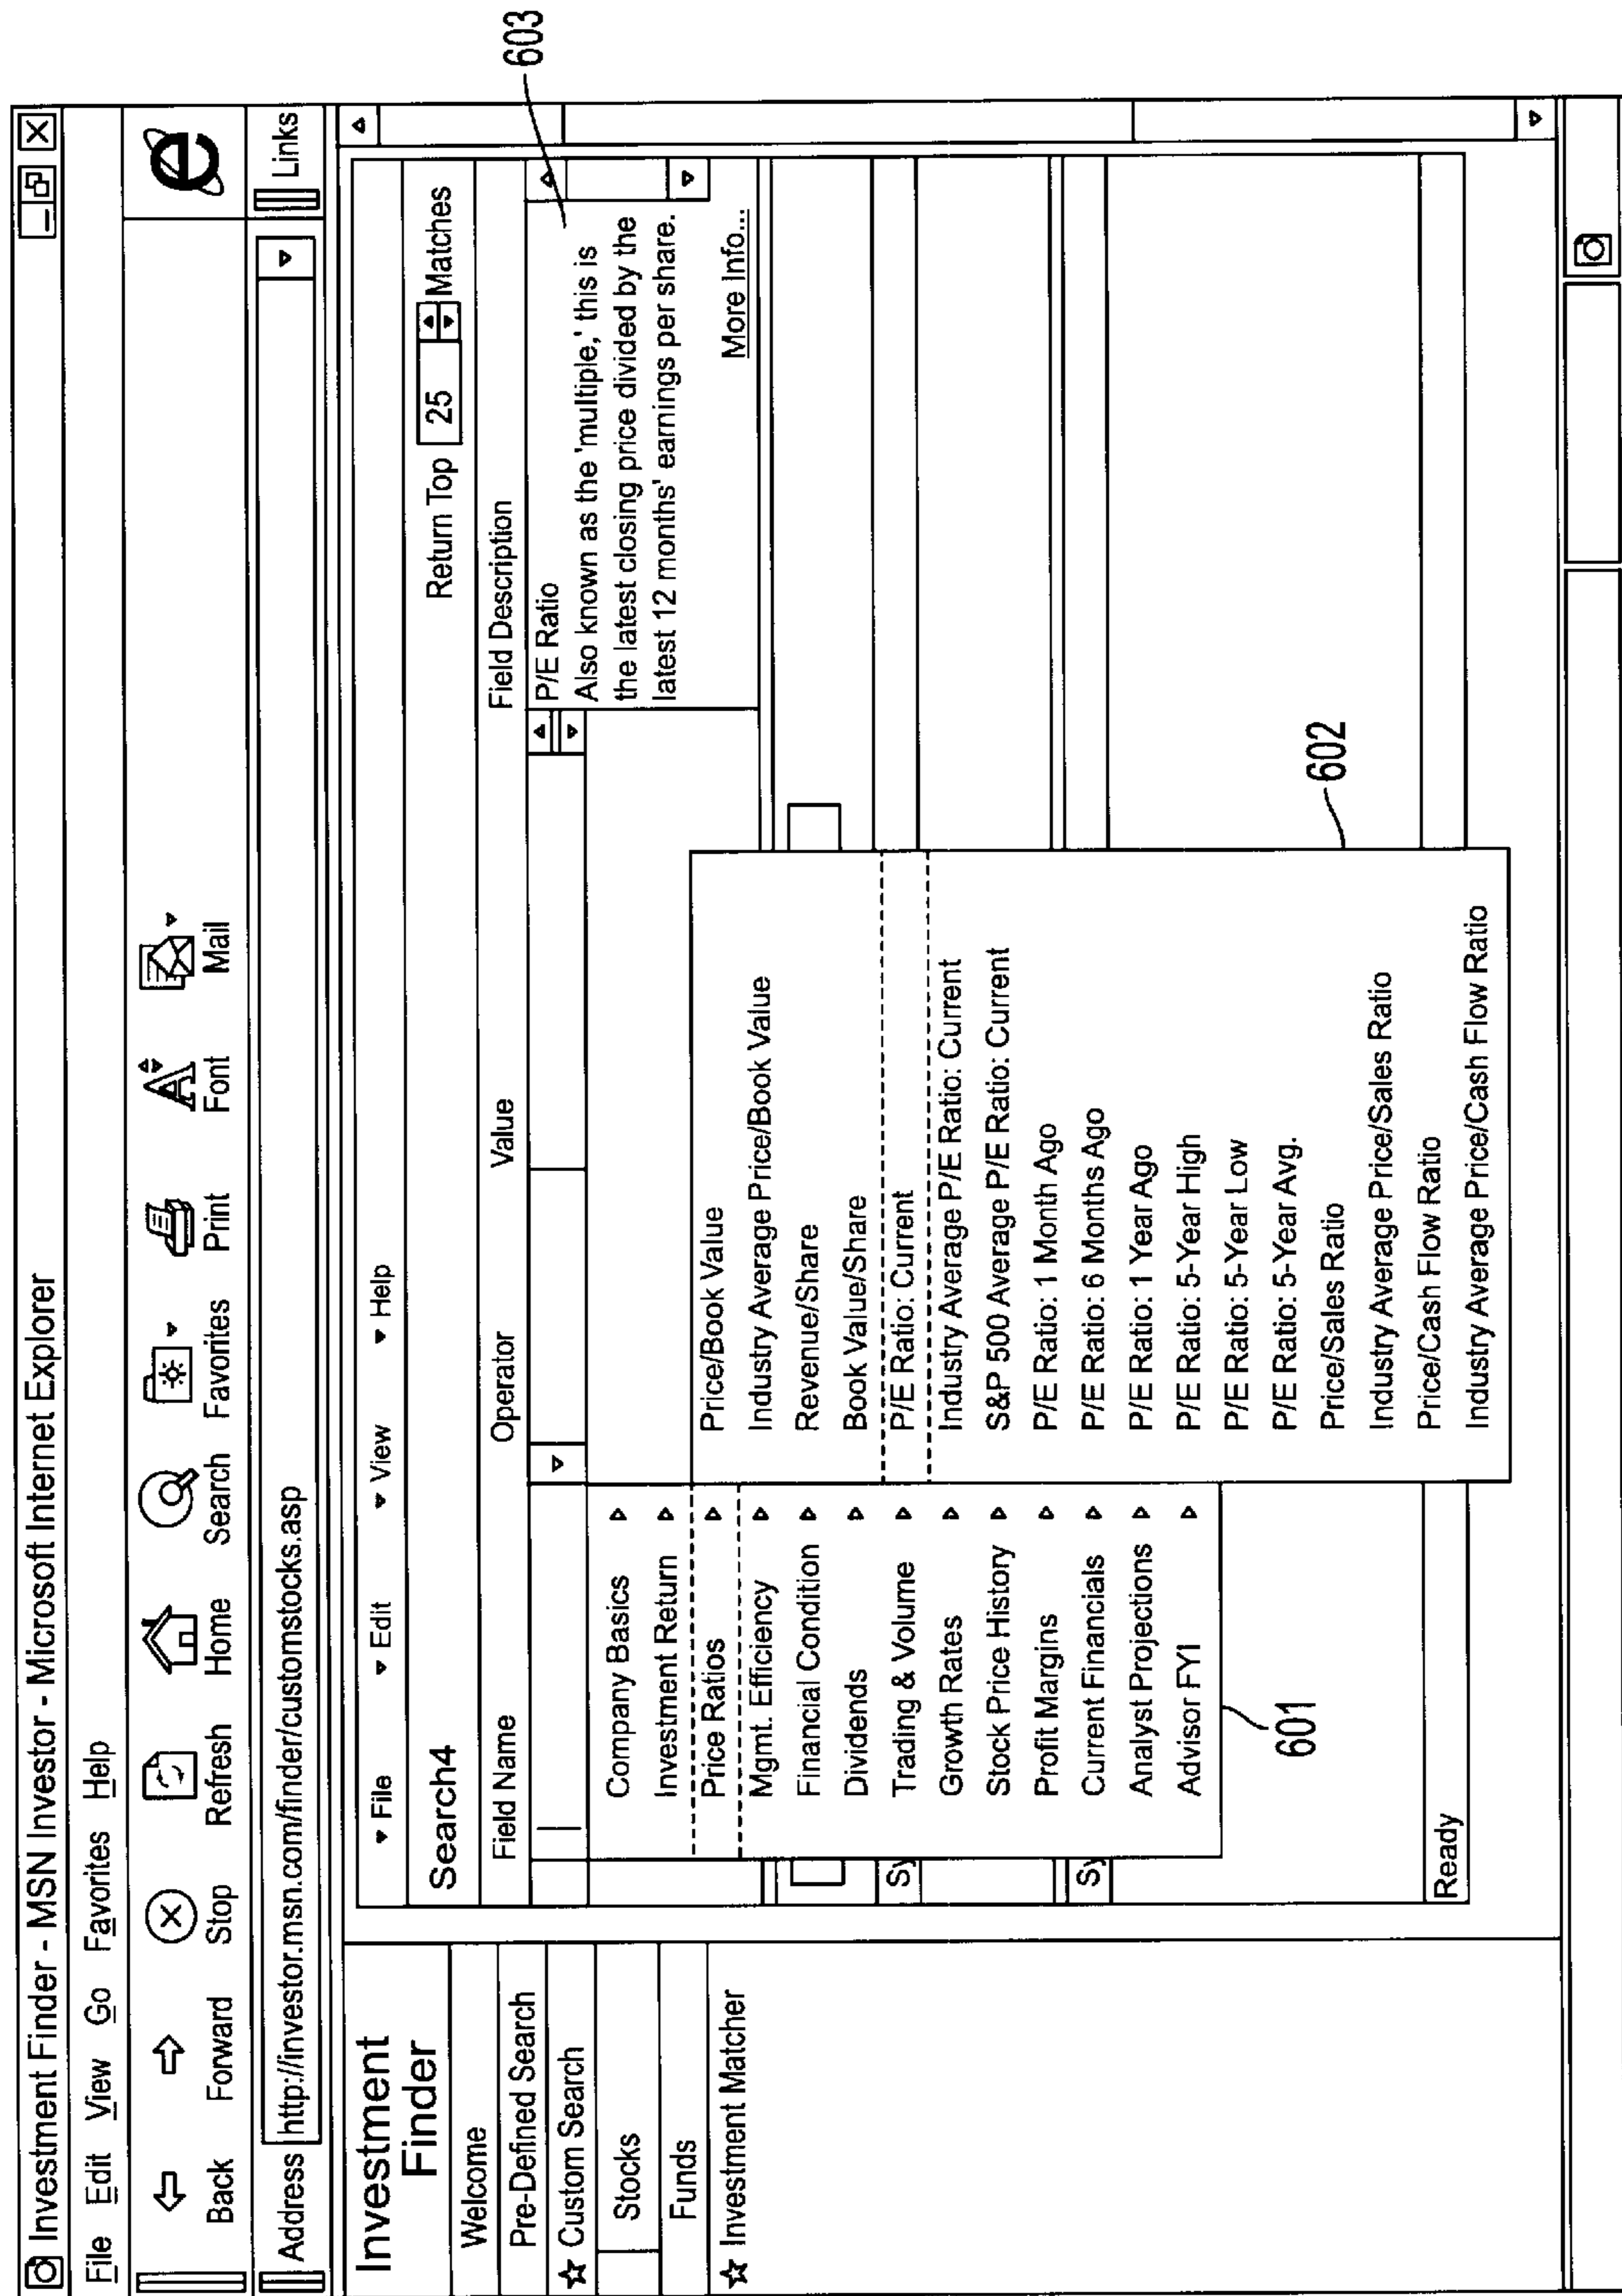 Investment Finder - MSN Investor - Microsoft Internet Explorer
File Edit View Go Favorites Help
Back Forward Stop Refresh Home Search Favorites Print Font Mail
Address http://investor.msn.com/finder/customstocks.asp Links
Investment
Finder
Welcome
Pre-Defined Search
Custom Search
Stocks
Funds
Investment Matcher
File Edit View Help
Search4 Return Top 25 Matches
Field Name Operator Value Field Description
P/E Ratio
Also known as the 'multiple,' this is
the latest closing price divided by the
latest 12 months' earnings per share.
More Info...
603
Company Basics
Investment Return
Price Ratios
Mgmt. Efficiency
Financial Condition
Dividends
Trading & Volume
Growth Rates
Stock Price History
Profit Margins
Current Financials
Analyst Projections
Advisor FYI
601
Sy
Sy
Price/Book Value
Industry Average Price/Book Value
Revenue/Share
Book Value/Share
P/E Ratio: Current
Industry Average P/E Ratio: Current
S&P 500 Average P/E Ratio: Current
P/E Ratio: 1 Month Ago
P/E Ratio: 6 Months Ago
P/E Ratio: 1 Year Ago
P/E Ratio: 5-Year High
P/E Ratio: 5-Year Low
P/E Ratio: 5-Year Avg.
Price/Sales Ratio
Industry Average Price/Sales Ratio
Price/Cash Flow Ratio
Industry Average Price/Cash Flow Ratio
602
Ready